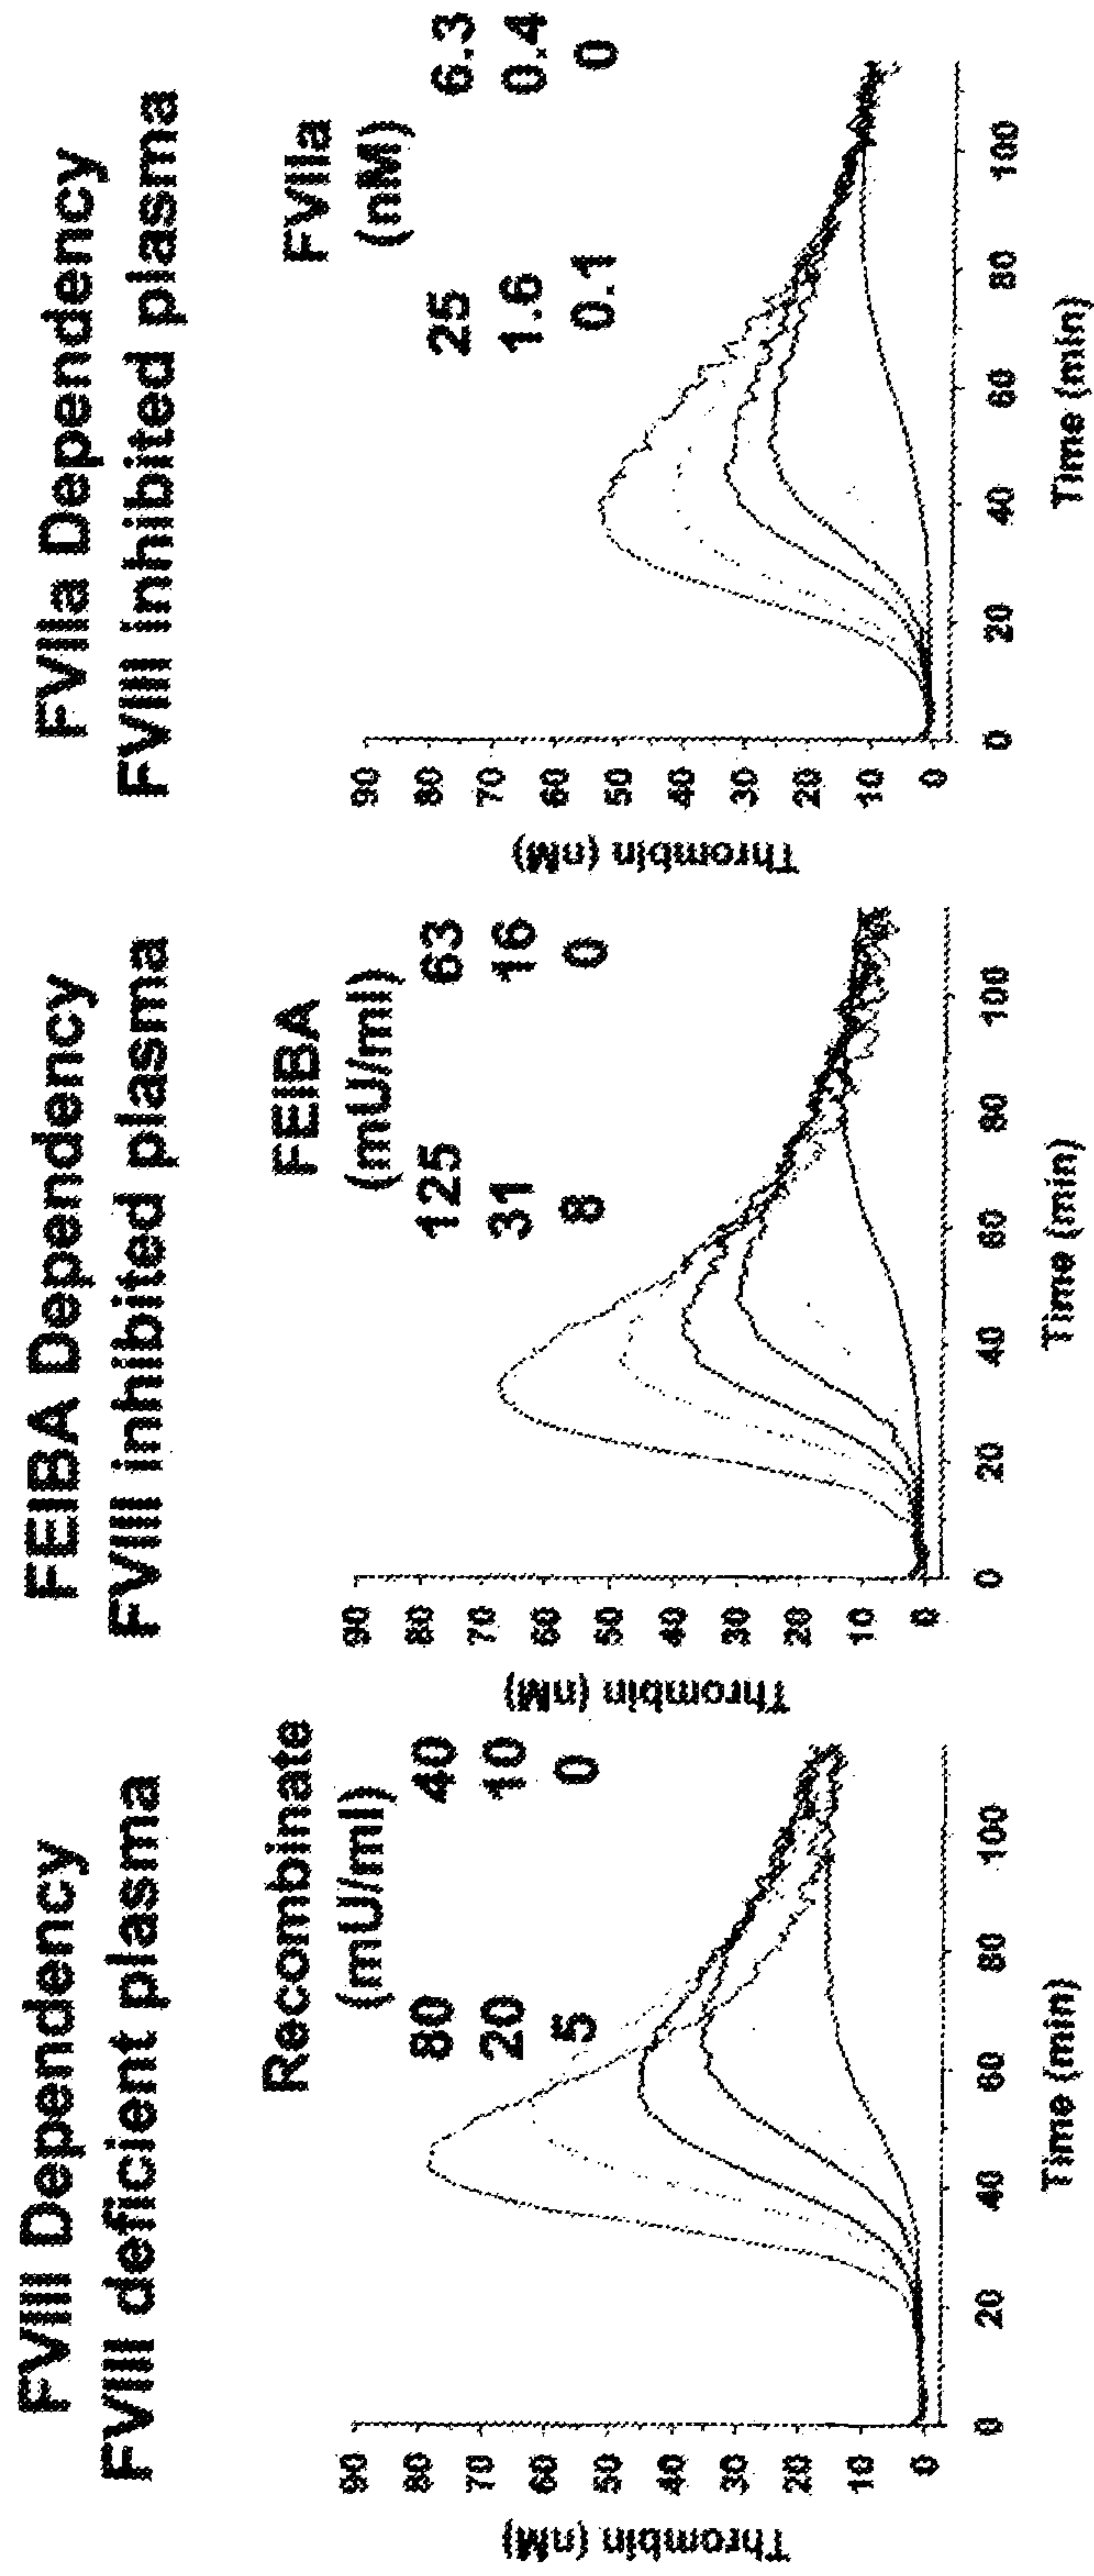 FVIII Dependency
FVIII deficient plasma
Recombinate
(mU/ml)
80 40
20 10
5 0
Thrombin (nM)
90
80
70
60
50
40
30
20
10
0
0 20 40 60 80 100
Time (min)
FEIBA Dependency
FVIII inhibited plasma
FEIBA
(mU/ml)
125 63
31 16
8 0
Thrombin (nM)
90
80
70
60
50
40
30
20
10
0
0 20 40 60 80 100
Time (min)
FVIIa Dependency
FVIII inhibited plasma
FVIIa
(nM)
25 6.3
1.6 0.4
0.1 0
Thrombin (nM)
90
80
70
60
50
40
30
20
10
0
0 20 40 60 80 100
Time (min)